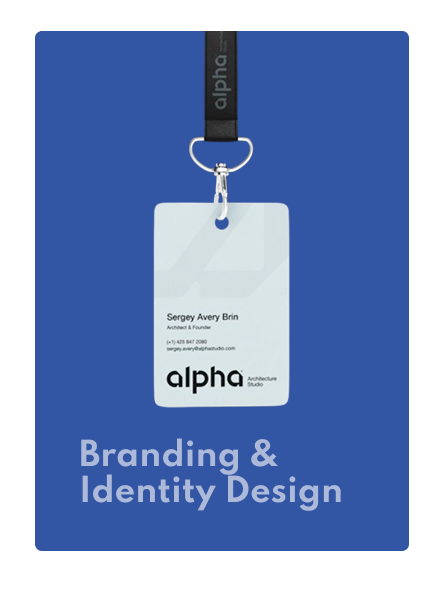 alpha
Sergey Avery Brin
Architect & Founder
(+1) 425 847 2080
sergey.avery@alphastudio.com
alpha Architecture
Studio
Branding &
Identity Design